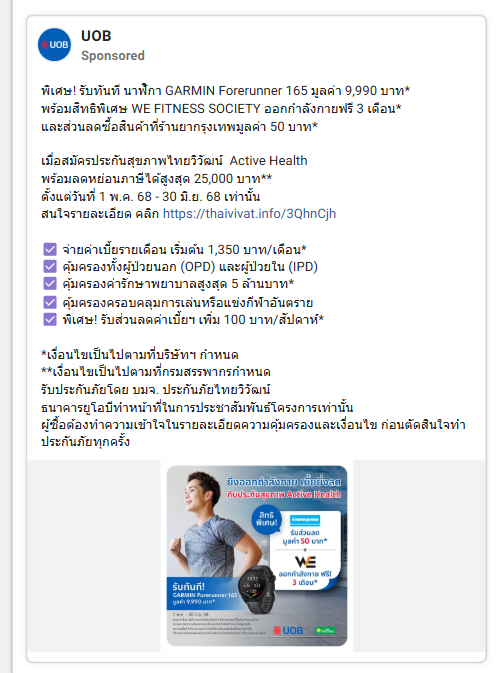 UOB
UOB
Sponsored
พิเศษ! รับทันที นาฬิกา GARMIN Forerunner 165 มูลค่า 9,990 บาท*
พร้อมสิทธิพิเศษ WE FITNESS SOCIETY ออกกำลังกายฟรี 3 เดือน*
และส่วนลดซื้อสินค้าที่ร้านยากรุงเทพมูลค่า 50 บาท*
เมื่อสมัครประกันสุขภาพไทยวิวัฒน์ Active Health
พร้อมลดหย่อนภาษีได้สูงสุด 25,000 บาท**
ตั้งแต่วันที่ 1 พ.ค. 68 - 30 มิ.ย. 68 เท่านั้น
สนใจรายละเอียด คลิก https://thaivivat.info/3QhnCjh
จ่ายค่าเบี้ยรายเดือน เริ่มต้น 1,350 บาท/เดือน*
คุ้มครองทั้งผู้ป่วยนอก (OPD) และผู้ป่วยใน (IPD)
คุ้มครองค่ารักษาพยาบาลสูงสุด 5 ล้านบาท*
คุ้มครองครอบคลุมการเล่นหรือแข่งกีฬาอันตราย
พิเศษ! รับส่วนลดค่าเบี้ยฯ เพิ่ม 100 บาท/สัปดาห์*
*เงื่อนไขเป็นไปตามที่บริษัทฯ กำหนด
**เงื่อนไขเป็นไปตามที่กรมสรรพากรกำหนด
รับประกันภัยโดย บมจ. ประกันภัยไทยวิวัฒน์
ธนาคารยูโอบีทำหน้าที่ในการประชาสัมพันธ์โครงการเท่านั้น
ผู้ซื้อต้องทำความเข้าใจในรายละเอียดความคุ้มครองและเงื่อนไข ก่อนตัดสินใจทำ
ประกันภัยทุกครั้ง
ยิ่งออกกำลังกาย เบี้ยยิ่งลด
กับประกันสุขภาพ Active Health
สิทธิ
พิเศษ!
รับส่วนลด
มูลค่า 50 บาท*
+
WE
ออกกำลังกาย ฟรี!
3 เดือน*
รับทันที!
GARMIN Forerunner 165
มูลค่า 9,990 บาท*
UOB